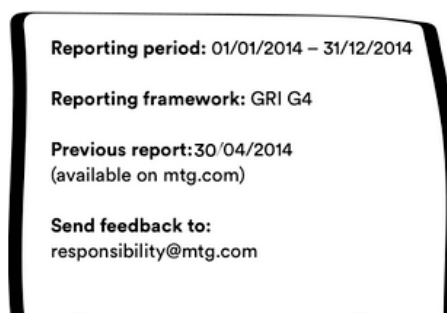 Reporting period: 01/01/2014 – 31/12/2014
Reporting framework: GRI G4
Previous report:30/04/2014
(available on mtg.com)
Send feedback to:
responsibility@mtg.com